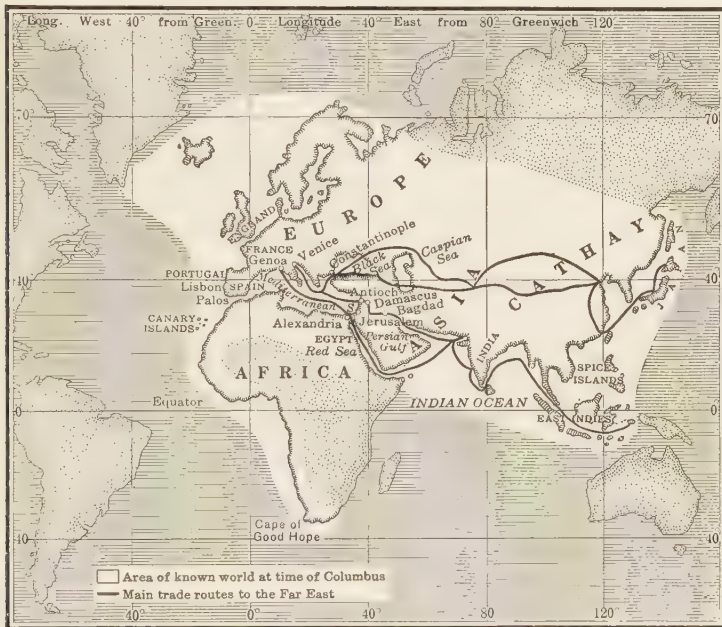 Long. West 40° from Green. 0° Longitude 40° East from 80° Greenwich 120°
70°
70°
EUROPE
ENGLAND
FRANCE
Genoa
Venice
Constantinople
Black Sea
Caspian Sea
PORTUGAL
Lisbon
SPAIN
Palos
Mediterranean
40
40
Antioch
Damascus
Bagdad
ASIA
CATHAY
JAPAN
CANARY ISLANDS
Alexandria
Jerusalem
EGYPT
Persian Gulf
Red Sea
INDIA
AFRICA
SPICE ISLANDS
Equator
0
0
INDIAN OCEAN
EAST INDIES
40
40
Cape of Good Hope
Area of known world at time of Columbus
Main trade routes to the Far East
40° 0° 40° 80° 120°